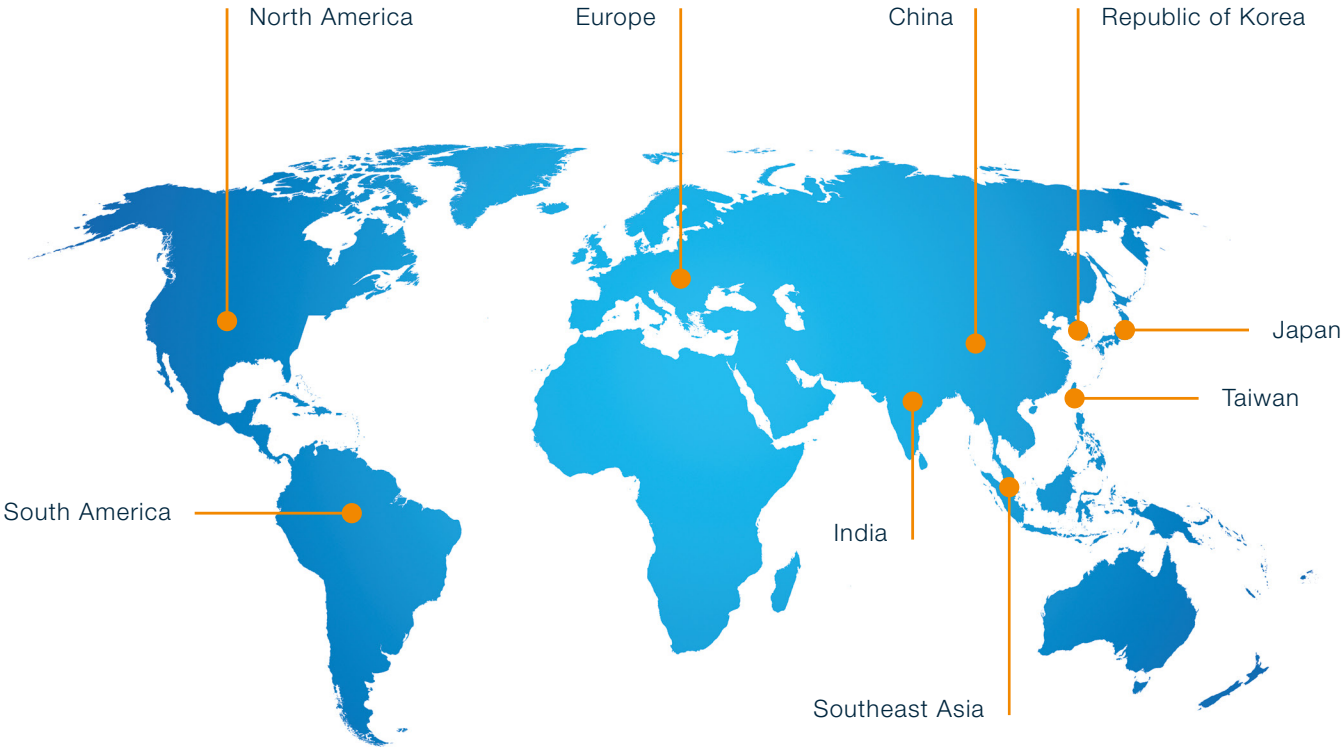 North America
Europe
China
Republic of Korea
Japan
Taiwan
South America
India
Southeast Asia